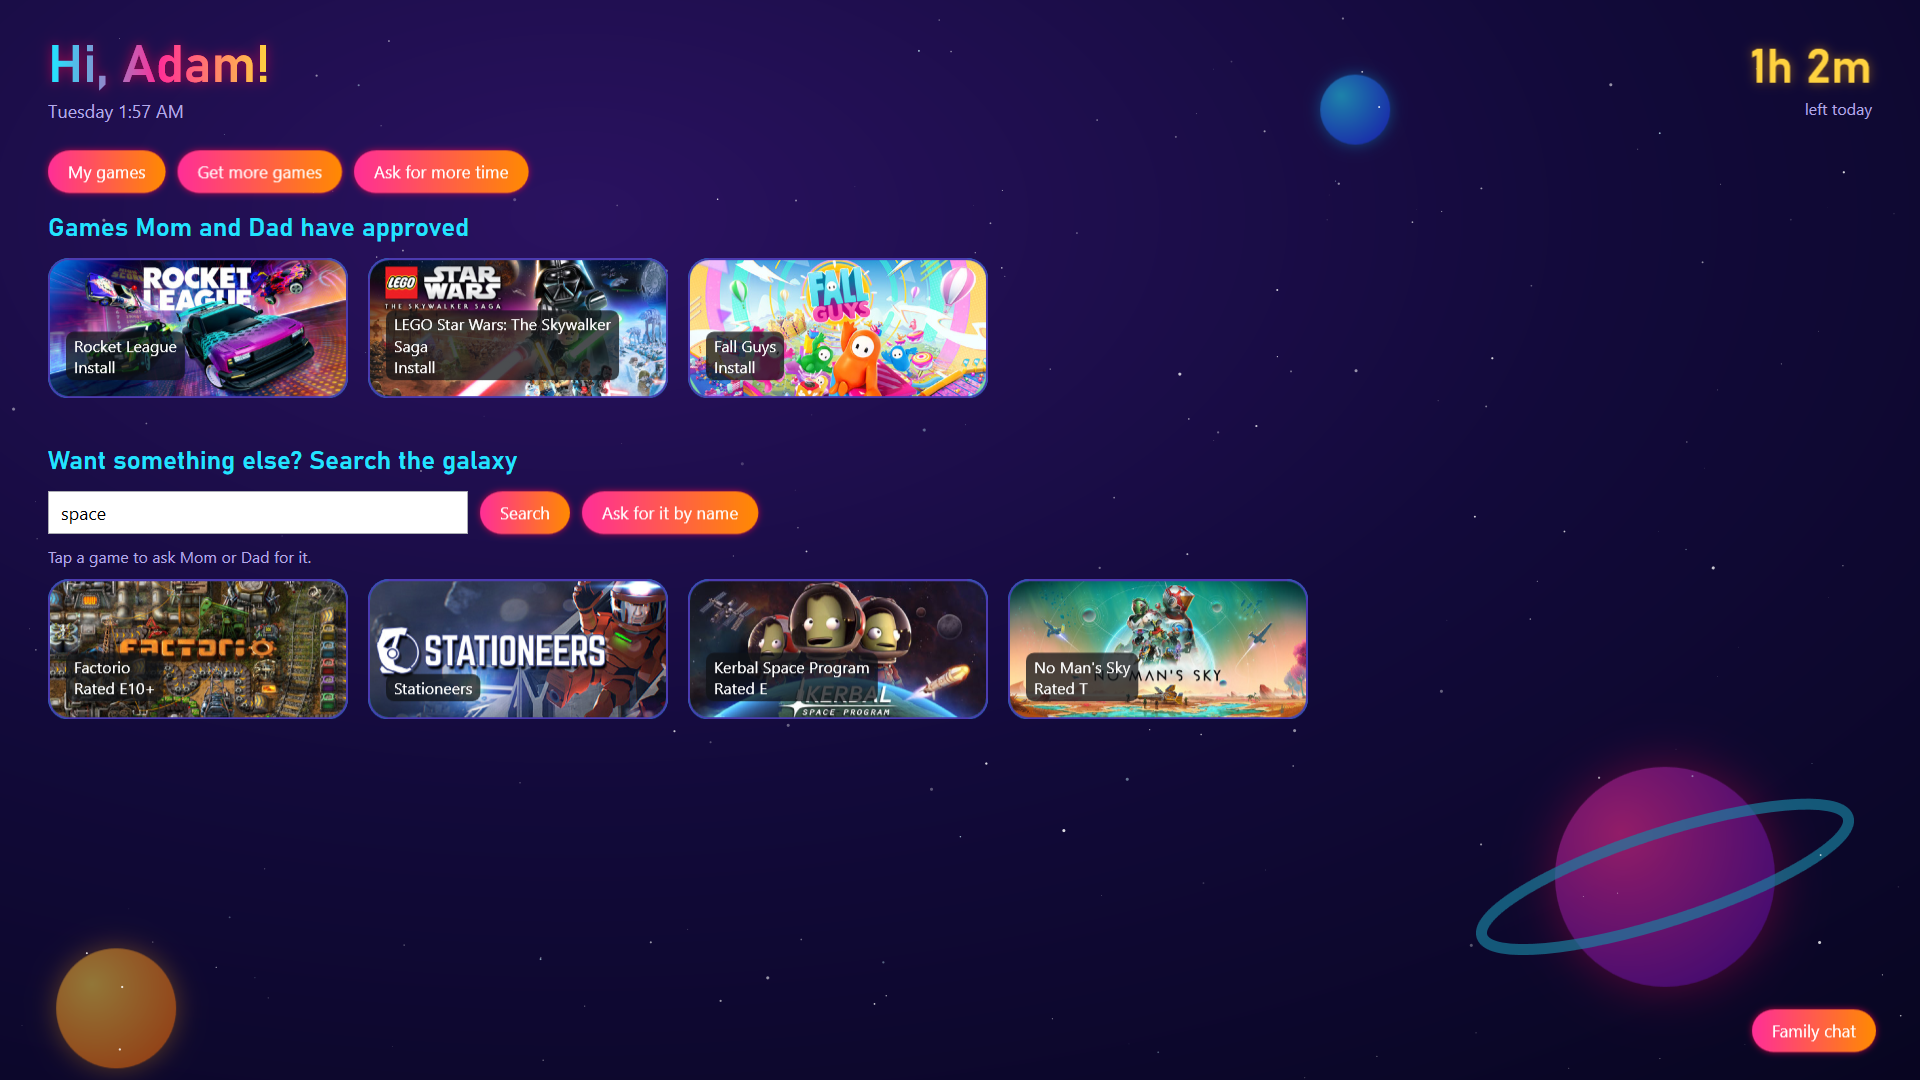 Hi, Adam!
Tuesday 1:57 AM
1h 2m
left today
My games
Get more games
Ask for more time
Games Mom and Dad have approved
ROCKET
LEAGUE
Rocket League
Install
LEGO
STAR
WARS
THE SKYWALKER SAGA
LEGO Star Wars: The Skywalker
Saga
Install
FALL
GUYS
Fall Guys
Install
Want something else? Search the galaxy
space
Search
Ask for it by name
Tap a game to ask Mom or Dad for it.
FACTORIO
Factorio
Rated E10+
STATIONEERS
Stationeers
Kerbal Space Program
Rated E
KERBAL
SPACE PROGRAM
No Man's Sky
Rated T
NO MAN'S SKY
Family chat